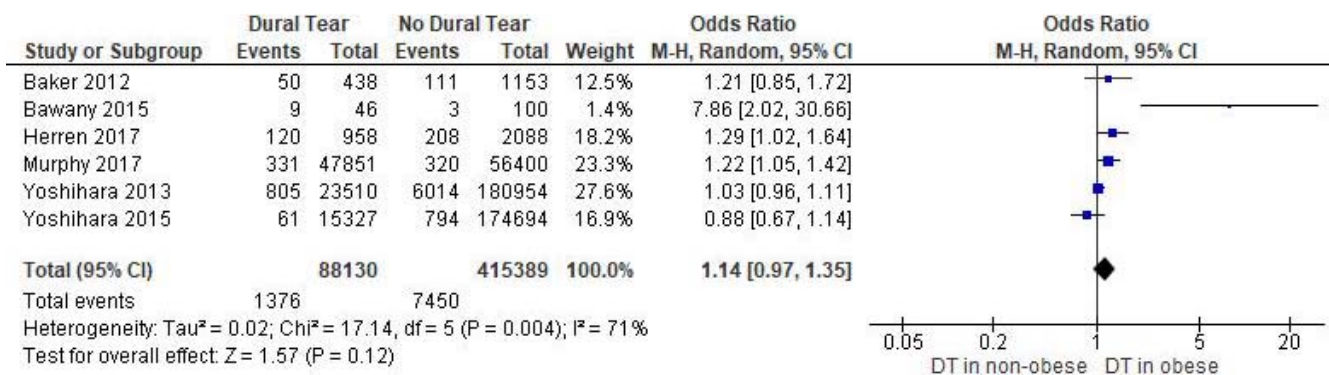 Dural Tear No Dural Tear Odds Ratio Odds Ratio
Study or Subgroup Events Total Events Total Weight M-H, Random, 95% CI M-H, Random, 95% CI
Baker 2012 50 438 111 1153 12.5% 1.21 [0.85, 1.72]
Bawany 2015 9 46 3 100 1.4% 7.86 [2.02, 30.66]
Herren 2017 120 958 208 2088 18.2% 1.29 [1.02, 1.64]
Murphy 2017 331 47851 320 56400 23.3% 1.22 [1.05, 1.42]
Yoshihara 2013 805 23510 6014 180954 27.6% 1.03 [0.96, 1.11]
Yoshihara 2015 61 15327 794 174694 16.9% 0.88 [0.67, 1.14]
Total (95% CI) 88130 415389 100.0% 1.14 [0.97, 1.35]
Total events 1376 7450
Heterogeneity: Tau² = 0.02; Chi² = 17.14, df = 5 (P = 0.004); I² = 71%
Test for overall effect: Z = 1.57 (P = 0.12)
0.05 0.2 1 5 20
DT in non-obese DT in obese